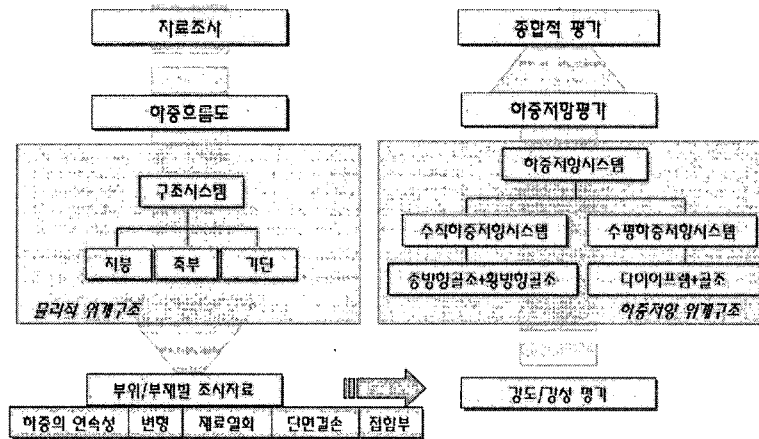 자료조사
하중흐름도
구조시스템
지붕
축부
기단
물리적 위계구조
부위/부재별 조사자료
하중의 연속성
변형
재료열화
단면결손
접합부
종합적 평가
하중저항평가
하중저항시스템
수직하중저항시스템
수평하중저항시스템
종방향골조+횡방향골조
다이아프램+골조
하중저항 위계구조
강도/강성 평가